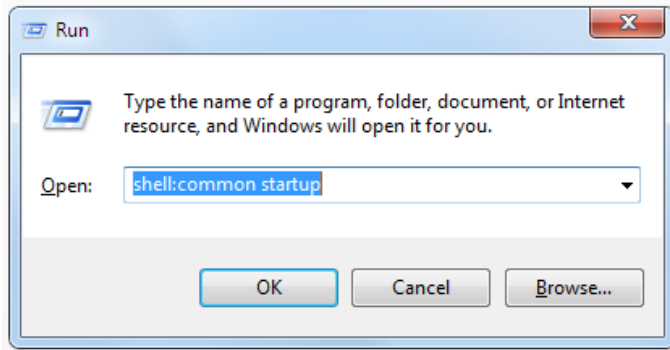 Run
Type the name of a program, folder, document, or Internet
resource, and Windows will open it for you.
Open: shell:common startup
OK Cancel Browse...